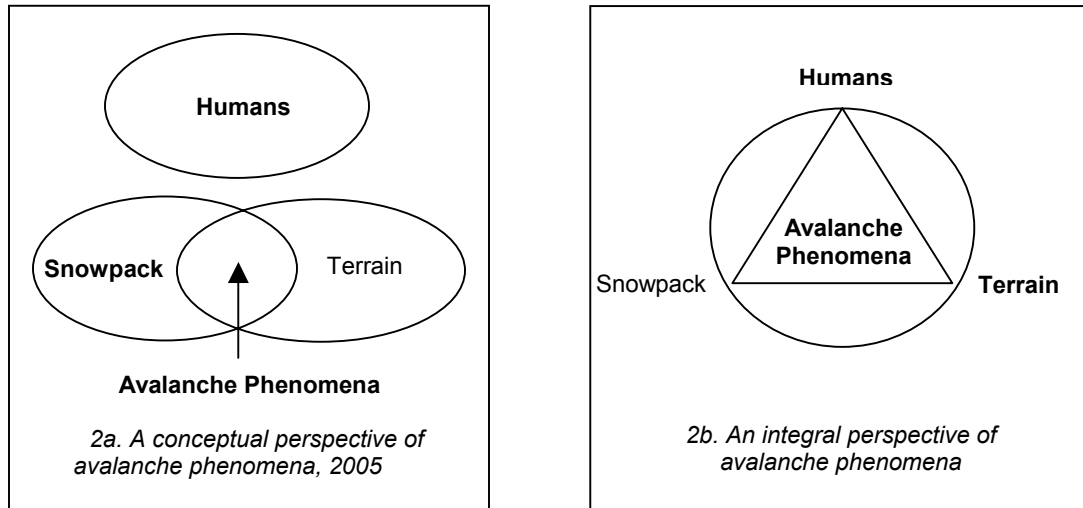 Humans
Snowpack
Terrain
Avalanche Phenomena
2a. A conceptual perspective of
avalanche phenomena, 2005
Humans
Avalanche
Phenomena
Snowpack
Terrain
2b. An integral perspective of
avalanche phenomena